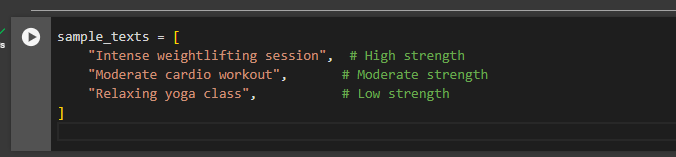 s
sample_texts = [
    "Intense weightlifting session",  # High strength
    "Moderate cardio workout",       # Moderate strength
    "Relaxing yoga class",           # Low strength
]